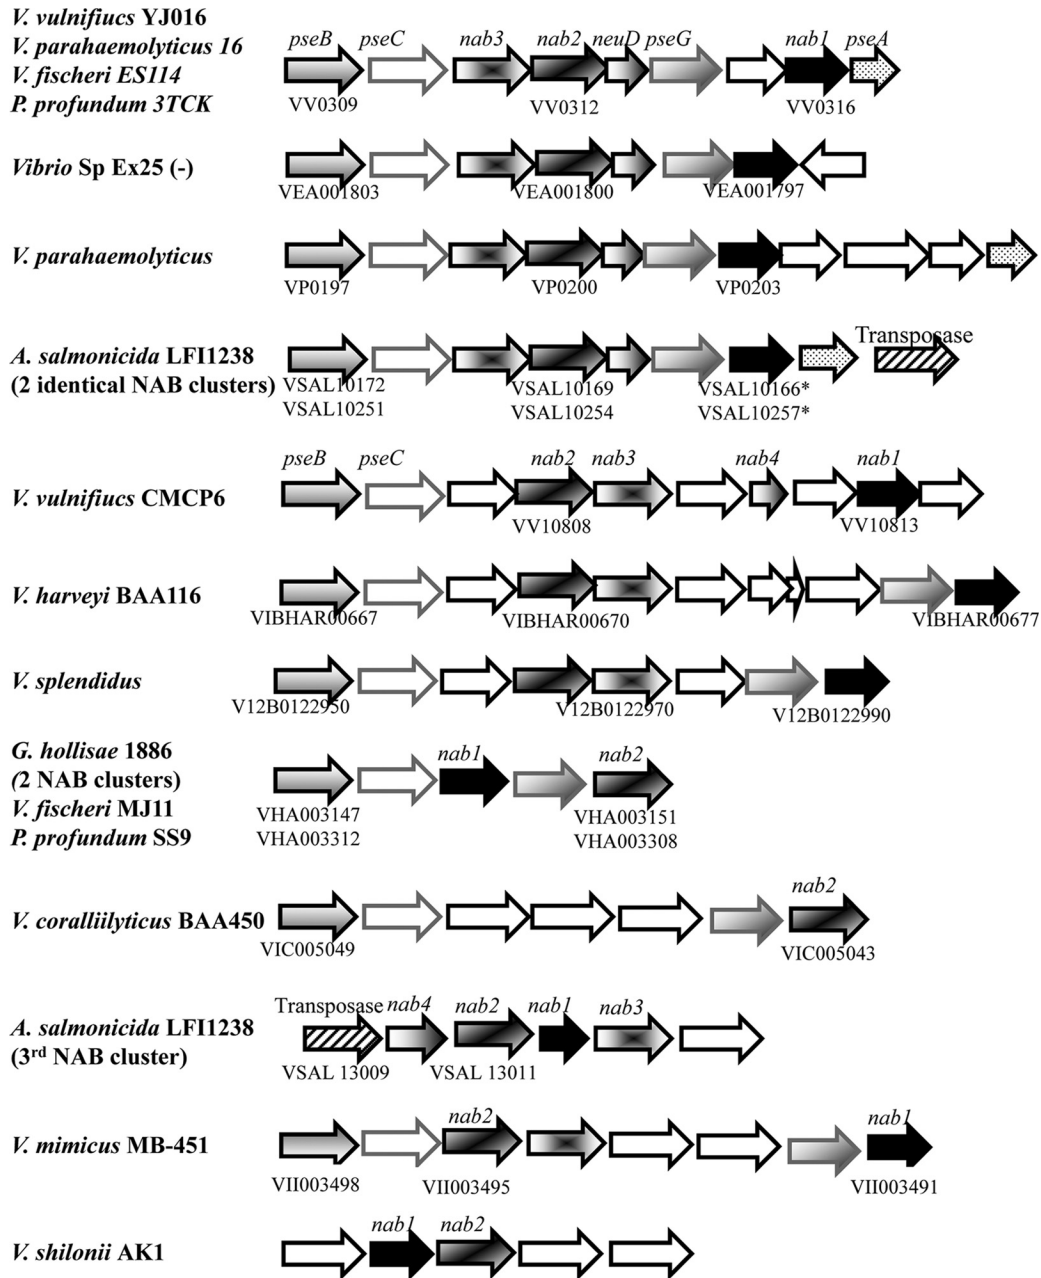 V. vulnifiucs YJ016
V. parahaemolyticus 16
V. fischeri ES114
P. profundum 3TCK
pseB pseC nab3 nab2 neuD pseG nab1 pseA
VV0309 VV0312 VV0316
Vibrio Sp Ex25 (-)
VEA001803 VEA001800 VEA001797
V. parahaemolyticus
VP0197 VP0200 VP0203
Transposase
A. salmonicida LFI1238
(2 identical NAB clusters)
VSAL10172 VSAL10169 VSAL10166*
VSAL10251 VSAL10254 VSAL10257*
pseB pseC nab2 nab3 nab4 nab1
V. vulnifiucs CMCP6
VV10808 VV10813
V. harveyi BAA116
VIBHAR00667 VIBHAR00670 VIBHAR00677
V. splendidus
V12B0122950 V12B0122970 V12B0122990
G. hollisae 1886
(2 NAB clusters)
V. fischeri MJ11
P. profundum SS9
nab1 nab2
VHA003147 VHA003151
VHA003312 VHA003308
nab2
V. coralliilyticus BAA450
VIC005049 VIC005043
Transposase nab4 nab2 nab1 nab3
A. salmonicida LFI1238
(3rd NAB cluster)
VSAL 13009 VSAL 13011
nab2 nab1
V. mimicus MB-451
VII003498 VII003495 VII003491
nab1 nab2
V. shilonii AK1